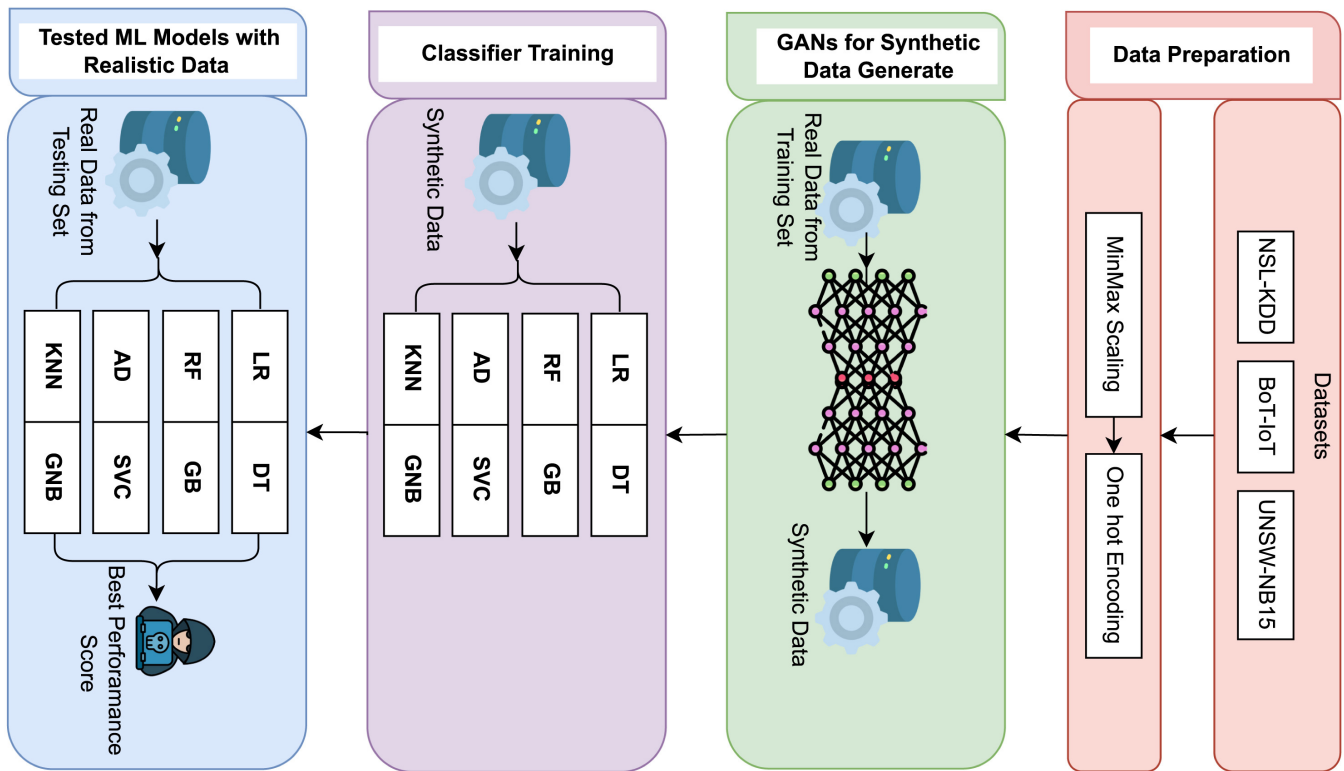 Tested ML Models with
Realistic Data
Real Data from
Testing Set
KNN
AD
RF
LR
GNB
SVC
GB
DT
Best Perforamance
Score
Classifier Training
Synthetic Data
KNN
AD
RF
LR
GNB
SVC
GB
DT
GANs for Synthetic
Data Generate
Real Data from
Training Set
Synthetic Data
Data Preparation
MinMax Scaling
One hot Encoding
Datasets
NSL-KDD
BoT-IoT
UNSW-NB15